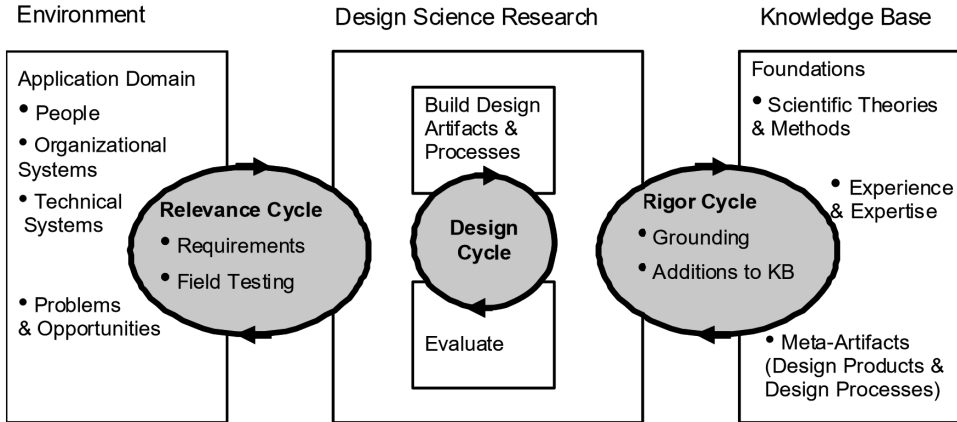 Environment
Design Science Research
Knowledge Base
Application Domain
• People
• Organizational
Systems
• Technical
Systems
• Problems
& Opportunities
Relevance Cycle
• Requirements
• Field Testing
Build Design
Artifacts &
Processes
Design
Cycle
Evaluate
Rigor Cycle
• Grounding
• Additions to KB
Foundations
• Scientific Theories
& Methods
• Experience
& Expertise
• Meta-Artifacts
(Design Products &
Design Processes)